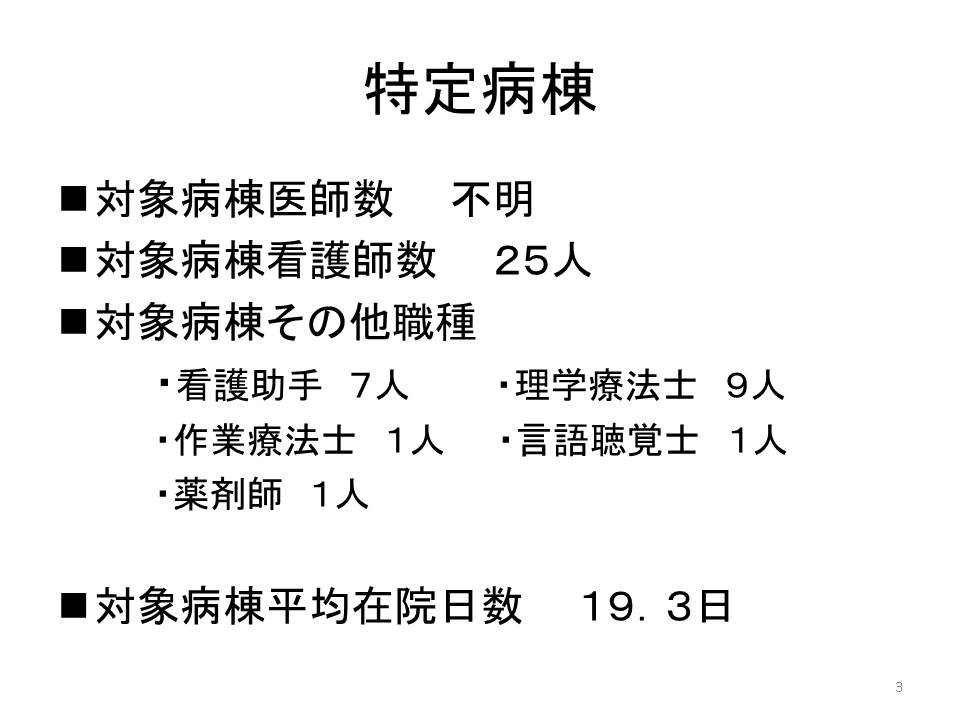 特定病棟
■対象病棟医師数　不明
■対象病棟看護師数　２５人
■対象病棟その他職種
・看護助手　７人　・理学療法士　９人
・作業療法士　１人　・言語聴覚士　１人
・薬剤師　１人
■対象病棟平均在院日数　１９．３日
3